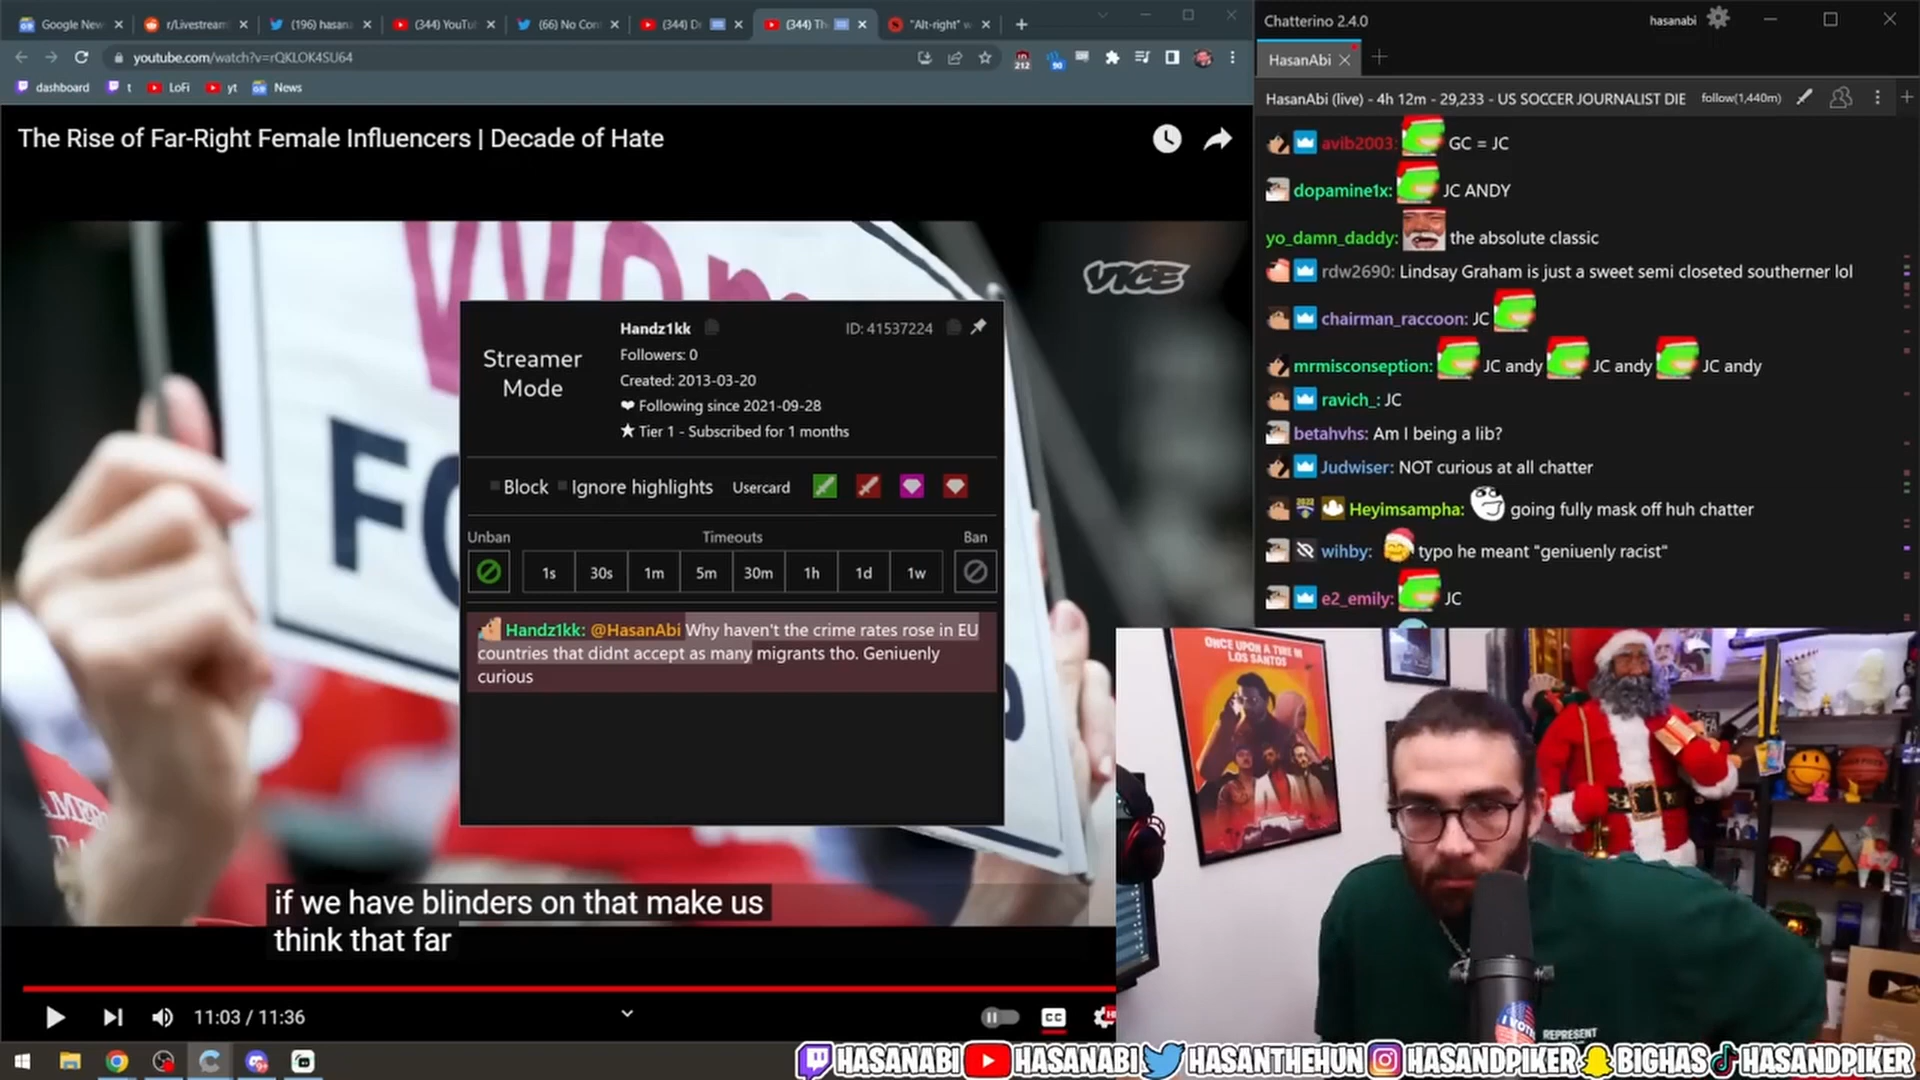 Google New
r/Livestream
(196) hasana
(344) YouTu
(66) No Con
(344) D
(344) Th
"Alt-right" w
youtube.com/watch?v=rQKLOK4SU64
212
90
dashboard
t
LoFi
yt
News
The Rise of Far-Right Female Influencers | Decade of Hate
VICE
Wom
FO
Streamer
Mode
Handz1kk
ID: 41537224
Followers: 0
Created: 2013-03-20
Following since 2021-09-28
Tier 1 - Subscribed for 1 months
Block
Ignore highlights
Usercard
Unban
Timeouts
Ban
1s
30s
1m
5m
30m
1h
1d
1w
Handz1kk: @HasanAbi Why haven't the crime rates rose in EU
countries that didnt accept as many migrants tho. Geniuenly
curious
if we have blinders on that make us
think that far
11:03 / 11:36
CC
Chatterino 2.4.0
hasanabi
HasanAbi
HasanAbi (live) - 4h 12m - 29,233 - US SOCCER JOURNALIST DIE
follow(1,440m)
avib2003: GC = JC
dopamine1x: JC ANDY
yo_damn_daddy: the absolute classic
rdw2690: Lindsay Graham is just a sweet semi closeted southerner lol
chairman_raccoon: JC
mrmisconseption: JC andy JC andy JC andy
ravich_: JC
betahvhs: Am I being a lib?
Judwiser: NOT curious at all chatter
2022
Heyimsampha: going fully mask off huh chatter
wihby: typo he meant "geniuenly racist"
e2_emily: JC
ONCE UPON A TIME IN
LOS SANTOS
I VOTED
REPRESENT
HASANABI
HASANABI
HASANTHEHUN
HASANDPIKER
BIGHAS
HASANDPIKER